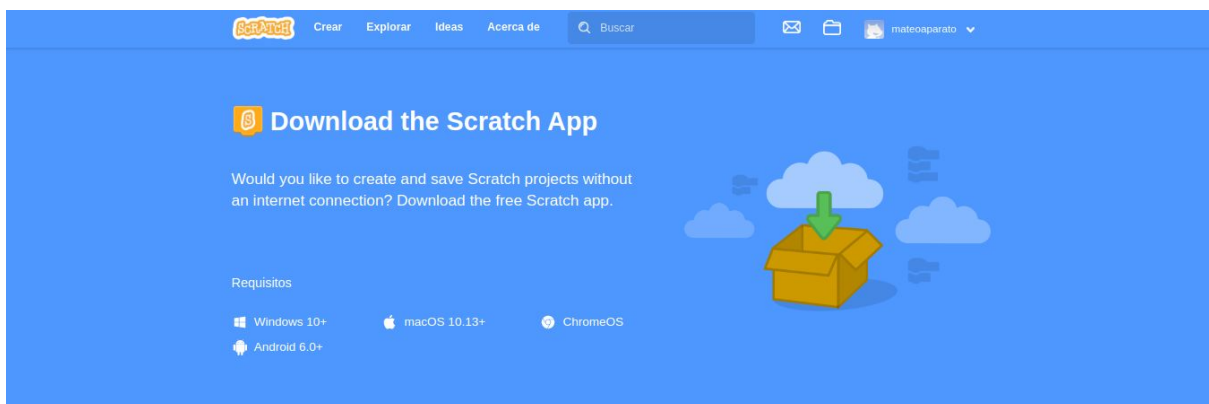 SCRATCH Crear Explorar Ideas Acerca de Buscar mateoaparato
Download the Scratch App
Would you like to create and save Scratch projects without
an internet connection? Download the free Scratch app.
Requisitos
Windows 10+ macOS 10.13+ ChromeOS
Android 6.0+